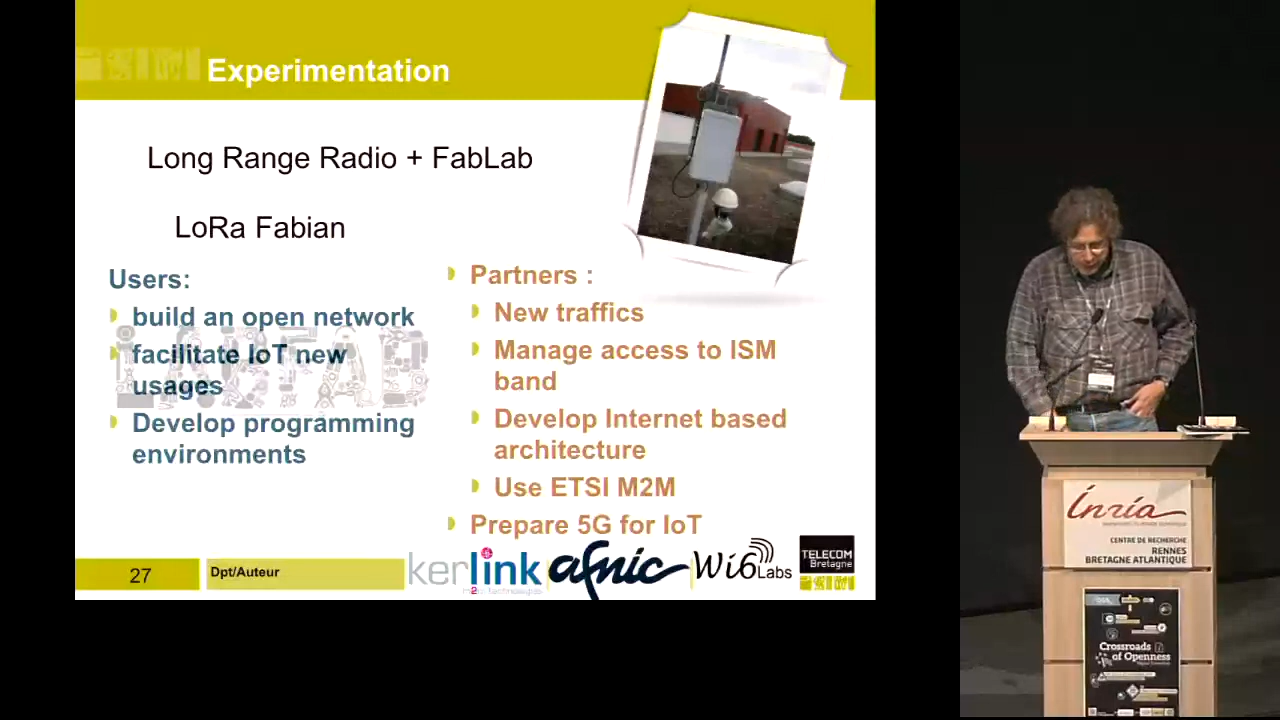 Experimentation
Long Range Radio + FabLab
LoRa Fabian
Users:
build an open network
facilitate IoT new
usages
Develop programming
environments
LABFAB
Partners :
New traffics
Manage access to ISM
band
Develop Internet based
architecture
Use ETSI M2M
Prepare 5G for IoT
27
Dpt/Auteur
kerlink
afnic
Wi6Labs
TELECOM
Bretagne
Inria
CENTRE DE RECHERCHE
RENNES
BRETAGNE ATLANTIQUE
Crossroads
of Openness